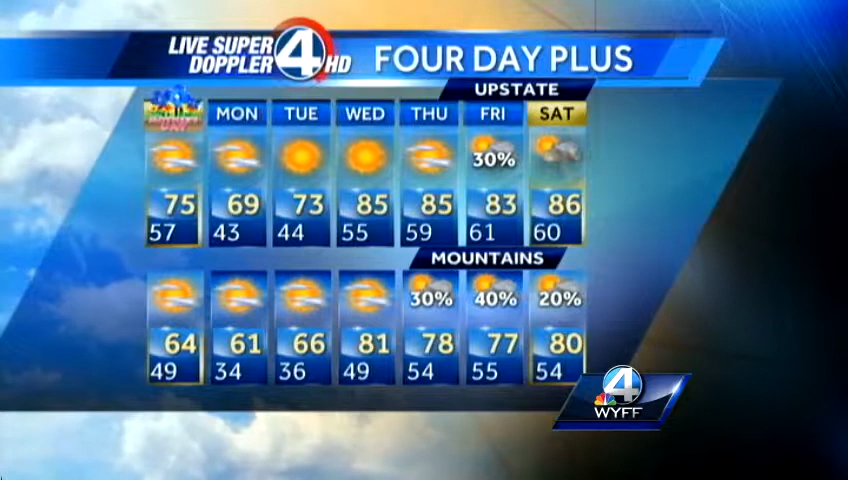 LIVE SUPER DOPPLER 4 HD
FOUR DAY PLUS
UPSTATE
MON TUE WED THU FRI SAT
30%
75 69 73 85 85 83 86
57 43 44 55 59 61 60
MOUNTAINS
30% 40% 20%
64 61 66 81 78 77 80
49 34 36 49 54 55 54
4
WYFF